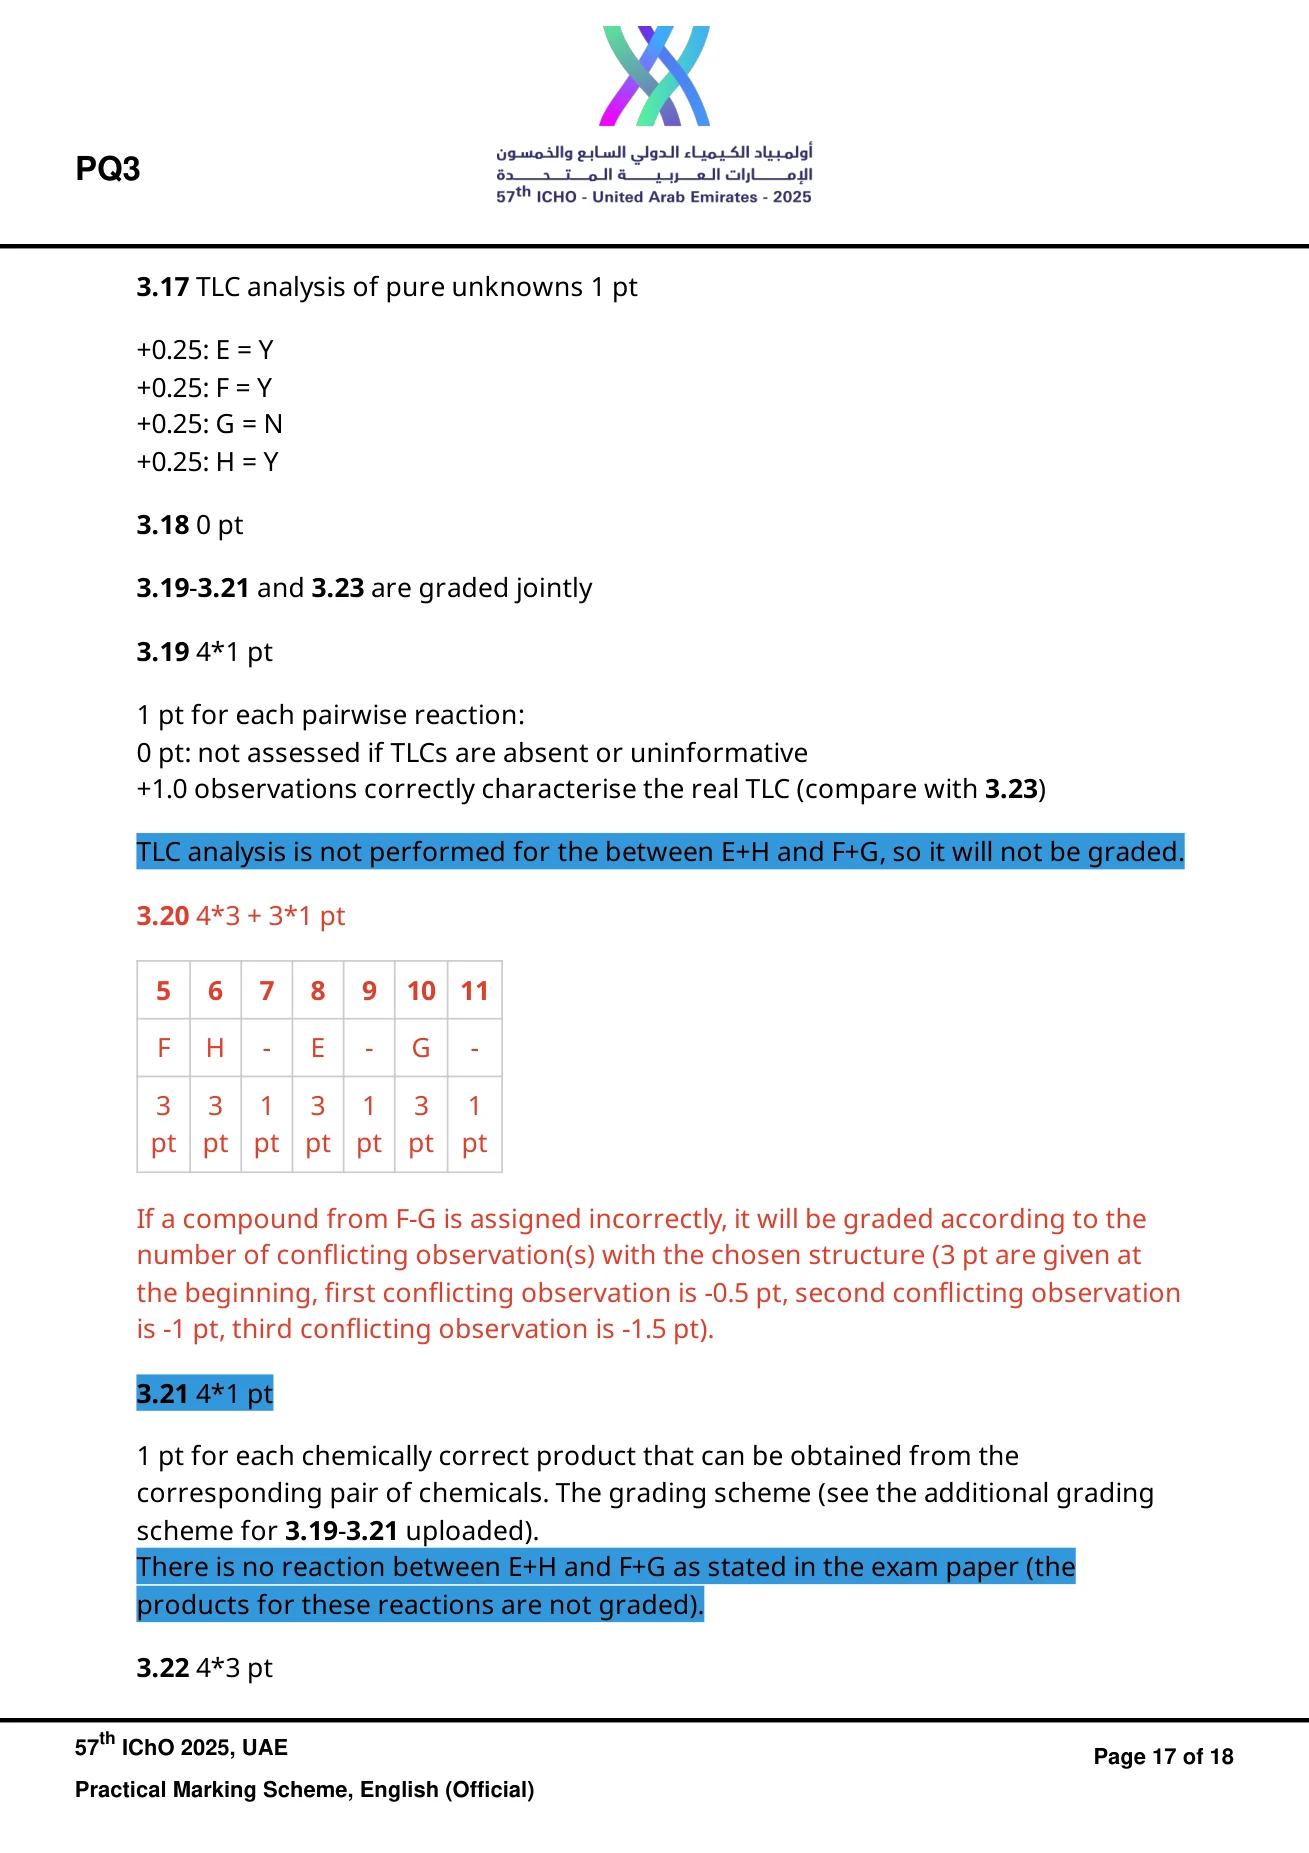 PQ3
أولمبياد الكيمياء الدولي السابع والخمسون
الإمارات العربية المتحدة
57th ICHO - United Arab Emirates - 2025
3.17 TLC analysis of pure unknowns 1 pt
+0.25: E = Y
+0.25: F = Y
+0.25: G = N
+0.25: H = Y
3.18 0 pt
3.19-3.21 and 3.23 are graded jointly
3.19 4*1 pt
1 pt for each pairwise reaction:
0 pt: not assessed if TLCs are absent or uninformative
+1.0 observations correctly characterise the real TLC (compare with 3.23)
TLC analysis is not performed for the between E+H and F+G, so it will not be graded.
3.20 4*3 + 3*1 pt
5 6 7 8 9 10 11
F H - E - G -
3 3 1 3 1 3 1
pt pt pt pt pt pt pt
If a compound from F-G is assigned incorrectly, it will be graded according to the
number of conflicting observation(s) with the chosen structure (3 pt are given at
the beginning, first conflicting observation is -0.5 pt, second conflicting observation
is -1 pt, third conflicting observation is -1.5 pt).
3.21 4*1 pt
1 pt for each chemically correct product that can be obtained from the
corresponding pair of chemicals. The grading scheme (see the additional grading
scheme for 3.19-3.21 uploaded).
There is no reaction between E+H and F+G as stated in the exam paper (the
products for these reactions are not graded).
3.22 4*3 pt
57th IChO 2025, UAE
Practical Marking Scheme, English (Official)
Page 17 of 18